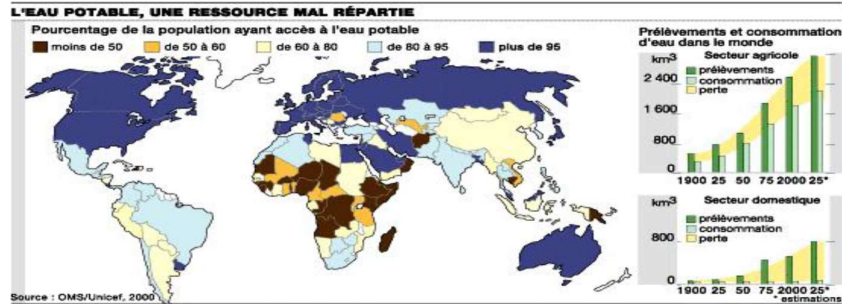 L'EAU POTABLE, UNE RESSOURCE MAL RÉPARTIE
Pourcentage de la population ayant accès à l'eau potable
moins de 50 de 50 à 60 de 60 à 80 de 80 à 95 plus de 95
Prélèvements et consommation
d'eau dans le monde
Secteur agricole
km3
prélèvements
consommation
perte
2 400
1 600
800
0
1900 25 50 75 2000 25*
Secteur domestique
km3
prélèvements
consommation
perte
800
0
1900 25 50 75 2000 25*
* estimations
Source : OMS/Unicef, 2000